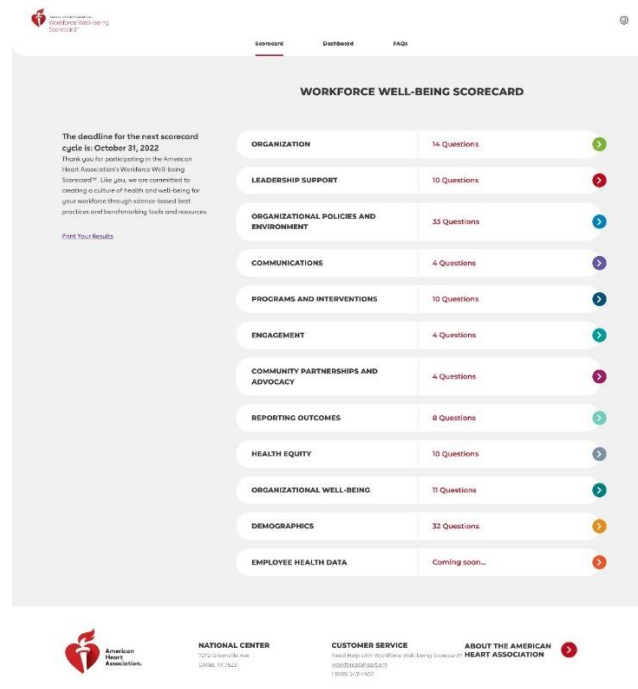 Workforce Well-being
Scorecard™
Scorecard
Dashboard
FAQs
WORKFORCE WELL-BEING SCORECARD
The deadline for the next scorecard
cycle is: October 31, 2022
Thank you for participating in the American
Heart Association's Workforce Well-being
Scorecard™. Like you, we are committed to
creating a culture of health and well-being for
your workforce through science-based best
practices and benchmarking tools and resources.
Print Your Results
ORGANIZATION
14 Questions
LEADERSHIP SUPPORT
10 Questions
ORGANIZATIONAL POLICIES AND
ENVIRONMENT
33 Questions
COMMUNICATIONS
4 Questions
PROGRAMS AND INTERVENTIONS
10 Questions
ENGAGEMENT
4 Questions
COMMUNITY PARTNERSHIPS AND
ADVOCACY
4 Questions
REPORTING OUTCOMES
8 Questions
HEALTH EQUITY
10 Questions
ORGANIZATIONAL WELL-BEING
11 Questions
DEMOGRAPHICS
32 Questions
EMPLOYEE HEALTH DATA
Coming soon...
American
Heart
Association.
NATIONAL CENTER
7272 Greenville Ave
Dallas, TX 75231
CUSTOMER SERVICE
Need Help with Workforce Well-being Scorecard?
ABOUT THE AMERICAN
HEART ASSOCIATION